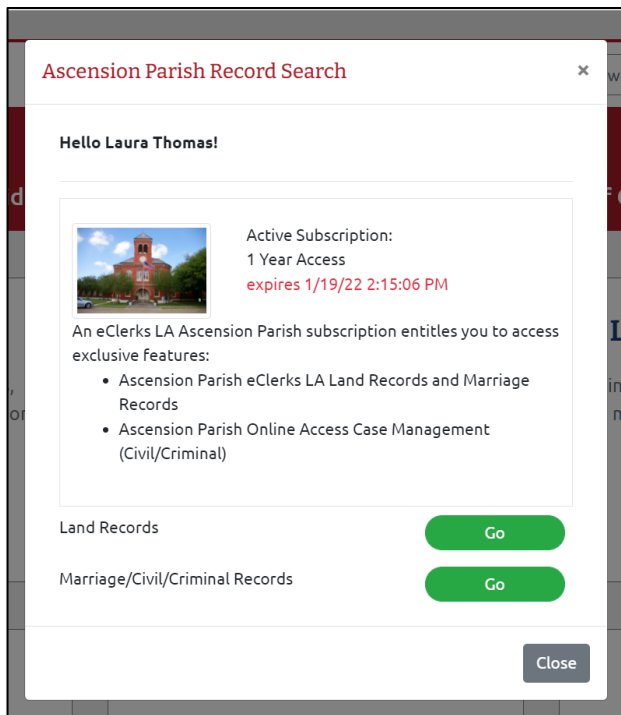 Ascension Parish Record Search ×
Hello Laura Thomas!
Active Subscription:
1 Year Access
expires 1/19/22 2:15:06 PM
An eClerks LA Ascension Parish subscription entitles you to access
exclusive features:
• Ascension Parish eClerks LA Land Records and Marriage
Records
• Ascension Parish Online Access Case Management
(Civil/Criminal)
Land Records Go
Marriage/Civil/Criminal Records Go
Close